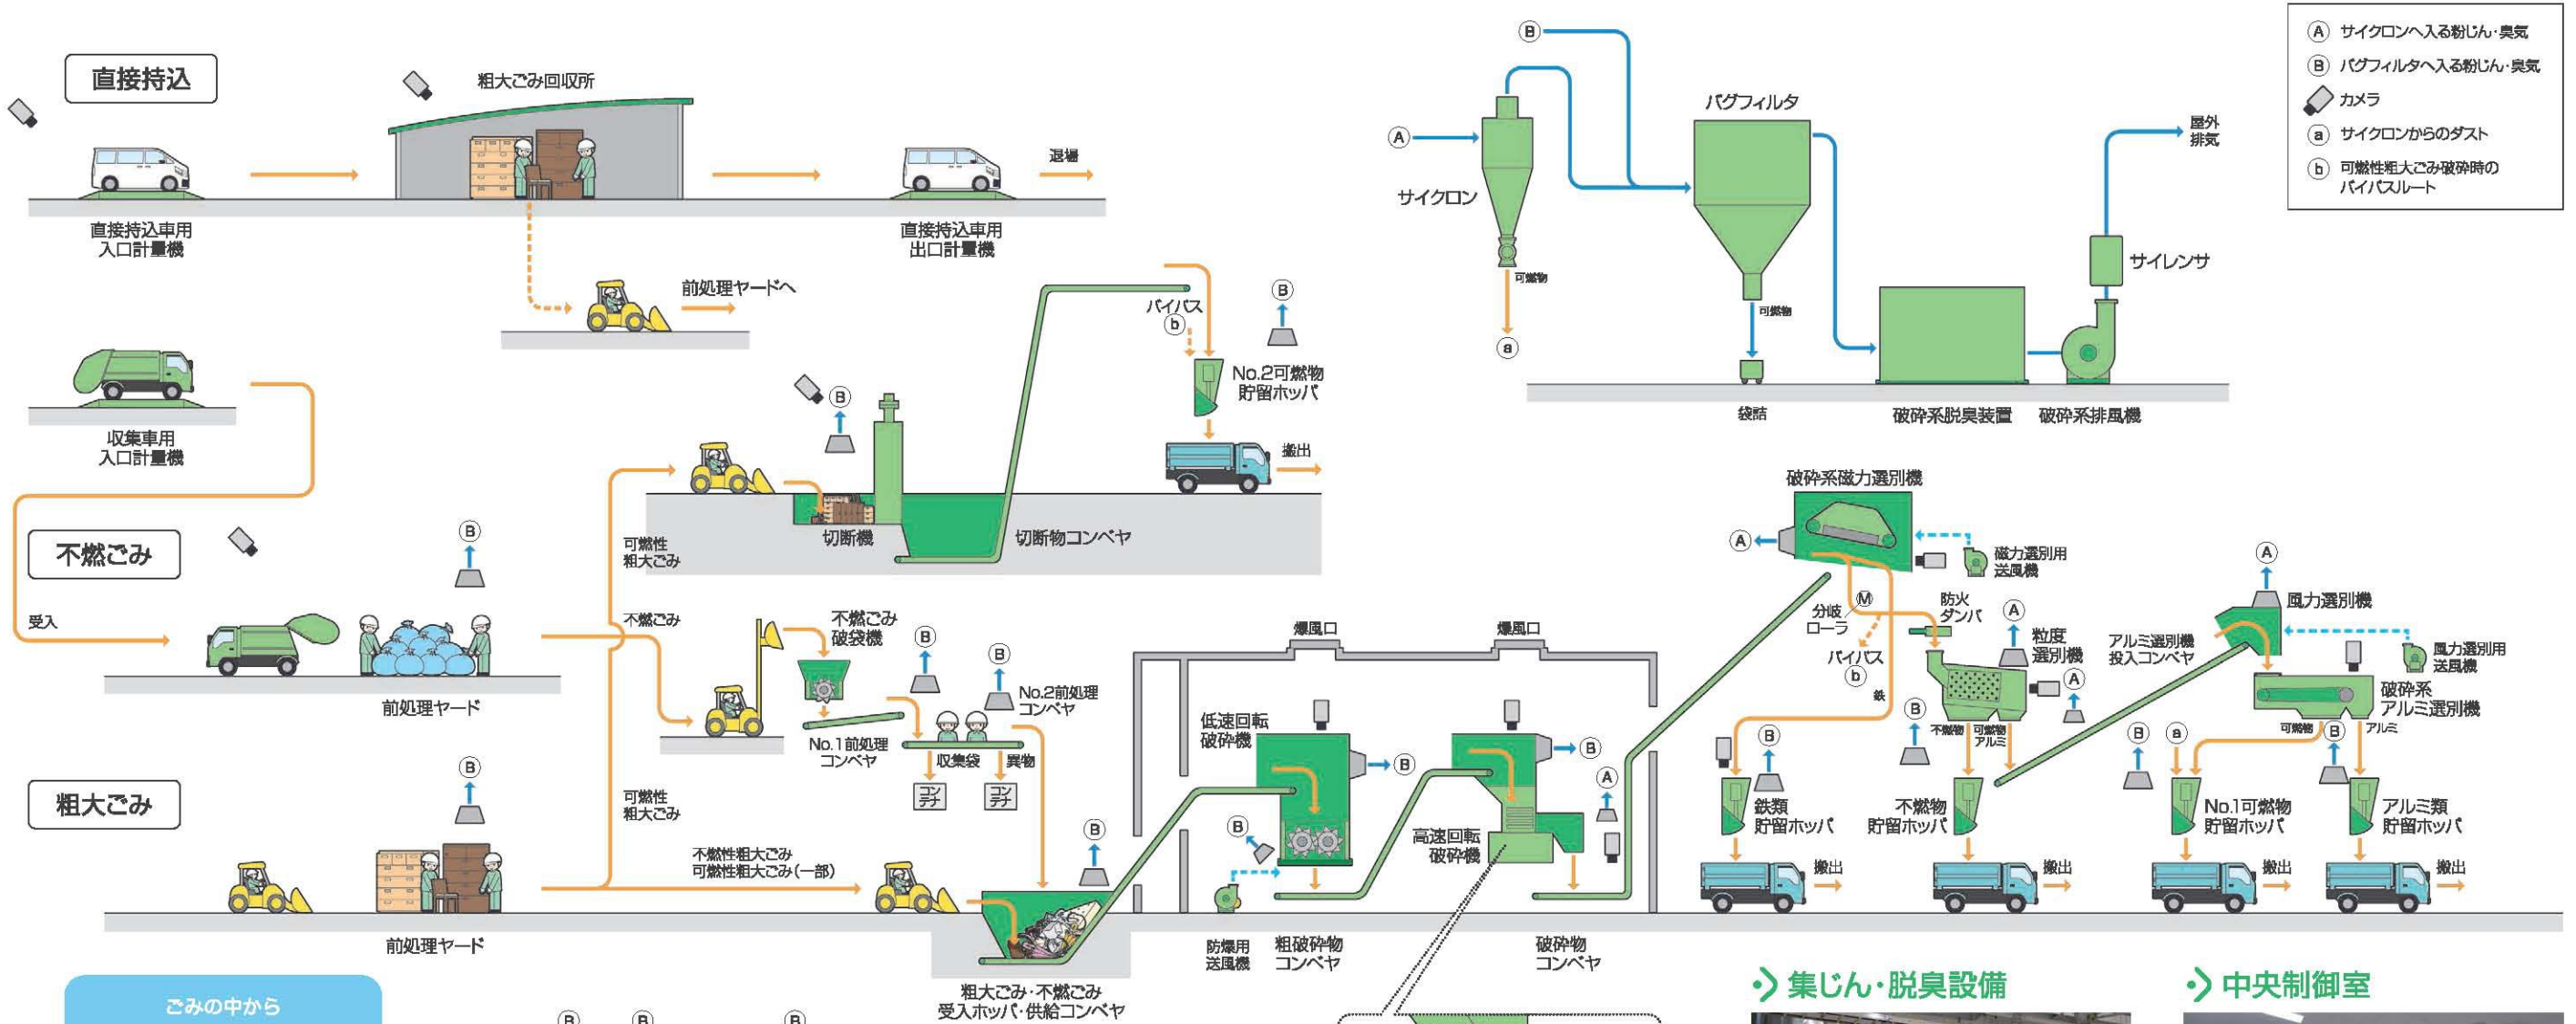 直接持込
粗大ごみ回収所
退場
直接持込車用
入口計量機
直接持込車用
出口計量機
前処理ヤードへ
収集車用
入口計量機
Ⓑ
Ⓐ
サイクロン
可燃物
ⓐ
バグフィルタ
可燃物
袋詰
破砕系脱臭装置
破砕系排風機
サイレンサ
屋外
排気
Ⓐ サイクロンへ入る粉じん・臭気
Ⓑ バグフィルタへ入る粉じん・臭気
カメラ
ⓐ サイクロンからのダスト
ⓑ 可燃性粗大ごみ破砕時の
バイパスルート
バイパス
ⓑ
Ⓑ
No.2可燃物
貯留ホッパ
搬出
Ⓑ
切断機
切断物コンベヤ
可燃性
粗大ごみ
不燃ごみ
Ⓑ
受入
前処理ヤード
不燃ごみ
不燃ごみ
破袋機
Ⓑ
Ⓑ
No.2前処理
コンベヤ
No.1前処理
コンベヤ
収集袋
異物
コン
テナ
コン
テナ
粗大ごみ
Ⓑ
前処理ヤード
可燃性
粗大ごみ
不燃性粗大ごみ
可燃性粗大ごみ(一部)
Ⓑ
粗大ごみ・不燃ごみ
受入ホッパ・供給コンベヤ
爆風口
爆風口
低速回転
破砕機
Ⓑ
Ⓑ
防爆用
送風機
粗破砕物
コンベヤ
高速回転
破砕機
Ⓑ
Ⓐ
破砕物
コンベヤ
破砕系磁力選別機
Ⓐ
磁力選別用
送風機
分岐
ローラ
Ⓜ
バイパス
ⓑ
鉄
防火
ダンパ
Ⓐ
粒度
選別機
Ⓐ
不燃物
可燃物
アルミ
Ⓑ
Ⓑ
鉄類
貯留ホッパ
搬出
不燃物
貯留ホッパ
搬出
アルミ選別機
投入コンベヤ
Ⓐ
風力選別機
風力選別用
送風機
破砕系
アルミ選別機
可燃物
アルミ
Ⓑ
ⓐ
Ⓑ
No.1可燃物
貯留ホッパ
搬出
アルミ類
貯留ホッパ
搬出
ごみの中から
Ⓑ
Ⓑ
Ⓑ
集じん・脱臭設備
中央制御室